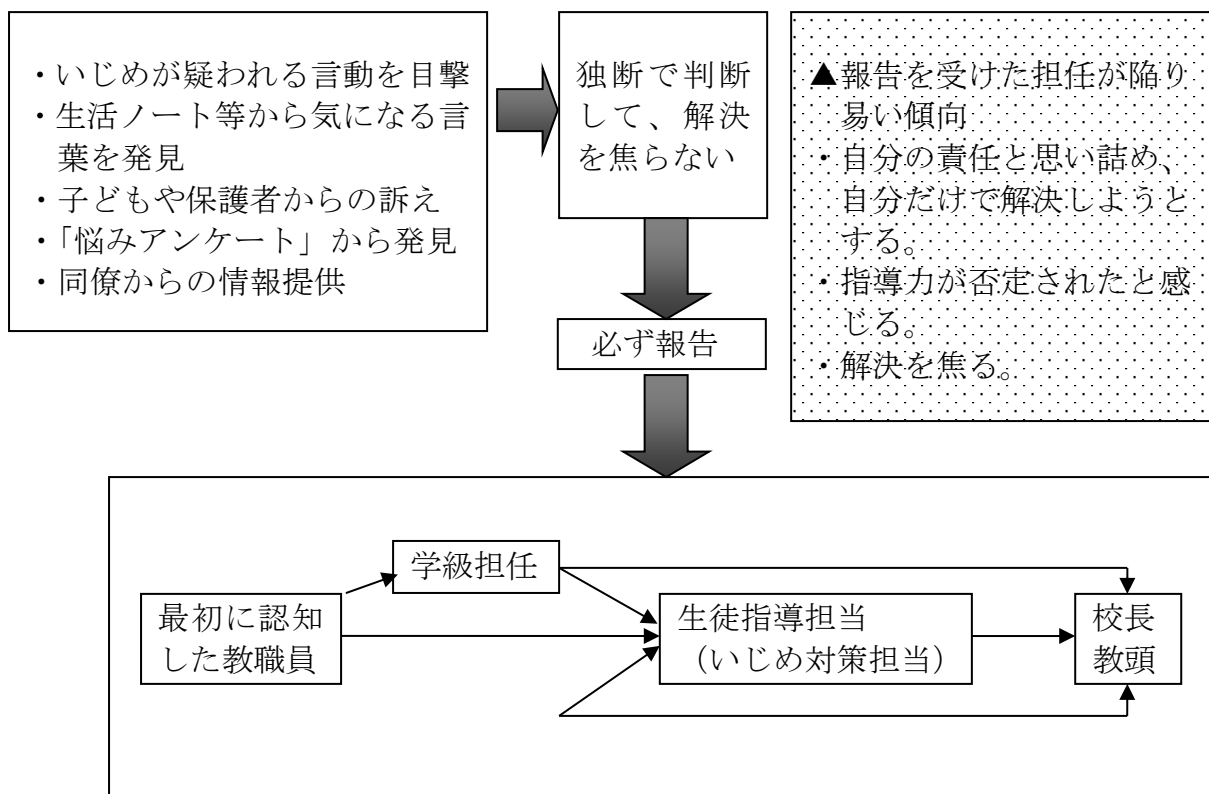 ・いじめが疑われる言動を目撃
・生活ノート等から気になる言
葉を発見
・子どもや保護者からの訴え
・「悩みアンケート」から発見
・同僚からの情報提供
独断で判断
して、解決
を焦らない
▲報告を受けた担任が陥り
易い傾向
・自分の責任と思い詰め、
自分だけで解決しようと
する。
・指導力が否定されたと感
じる。
・解決を焦る。
必ず報告
学級担任
最初に認知
した教職員
生徒指導担当
（いじめ対策担当）
校長
教頭